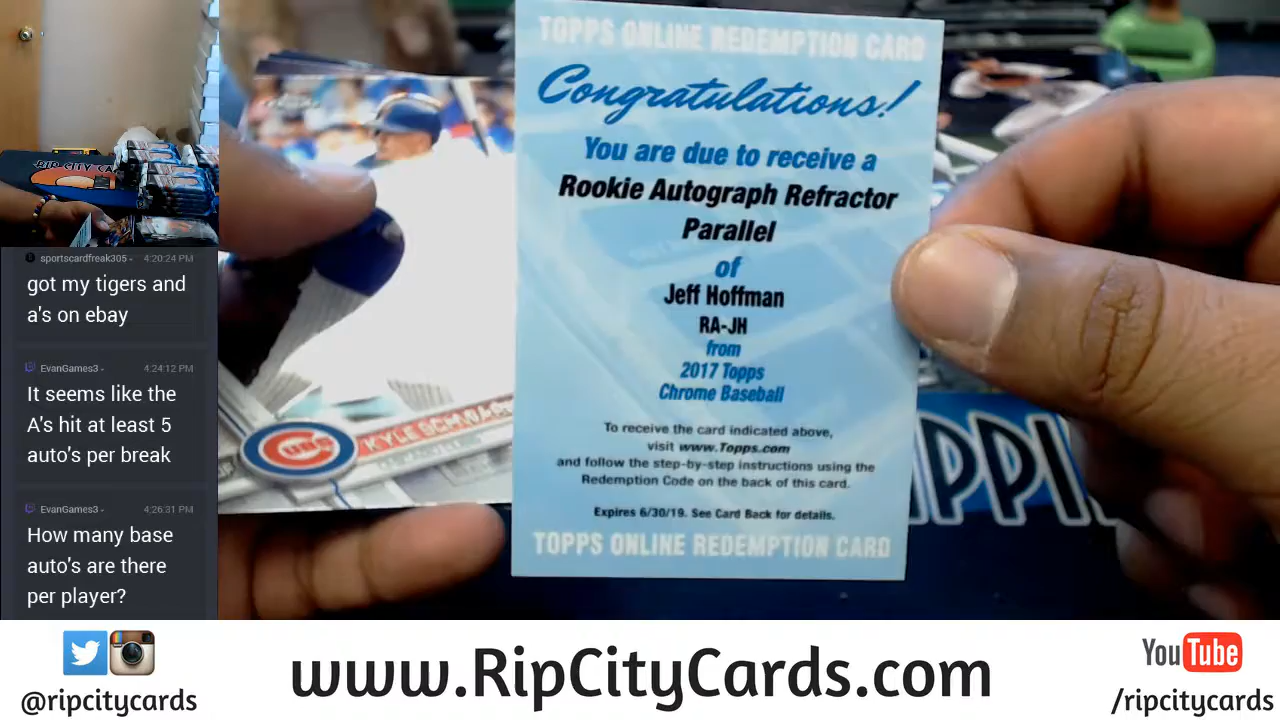 RIP CITY CA
sportscardfreak305
4:20:24 PM
got my tigers and
a's on ebay
EvanGames3
4:24:12 PM
It seems like the
A's hit at least 5
auto's per break
EvanGames3
4:26:31 PM
How many base
auto's are there
per player?
CUBS
TOPPS ONLINE REDEMPTION CARD
Congratulations!
You are due to receive a
Rookie Autograph Refractor
Parallel
of
Jeff Hoffman
RA-JH
from
2017 Topps
Chrome Baseball
To receive the card indicated above,
visit www.Topps.com
and follow the step-by-step instructions using the
Redemption Code on the back of this card.
Expires 6/30/19. See Card Back for details.
TOPPS ONLINE REDEMPTION CARD
@ripcitycards
www.RipCityCards.com
YouTube
/ripcitycards